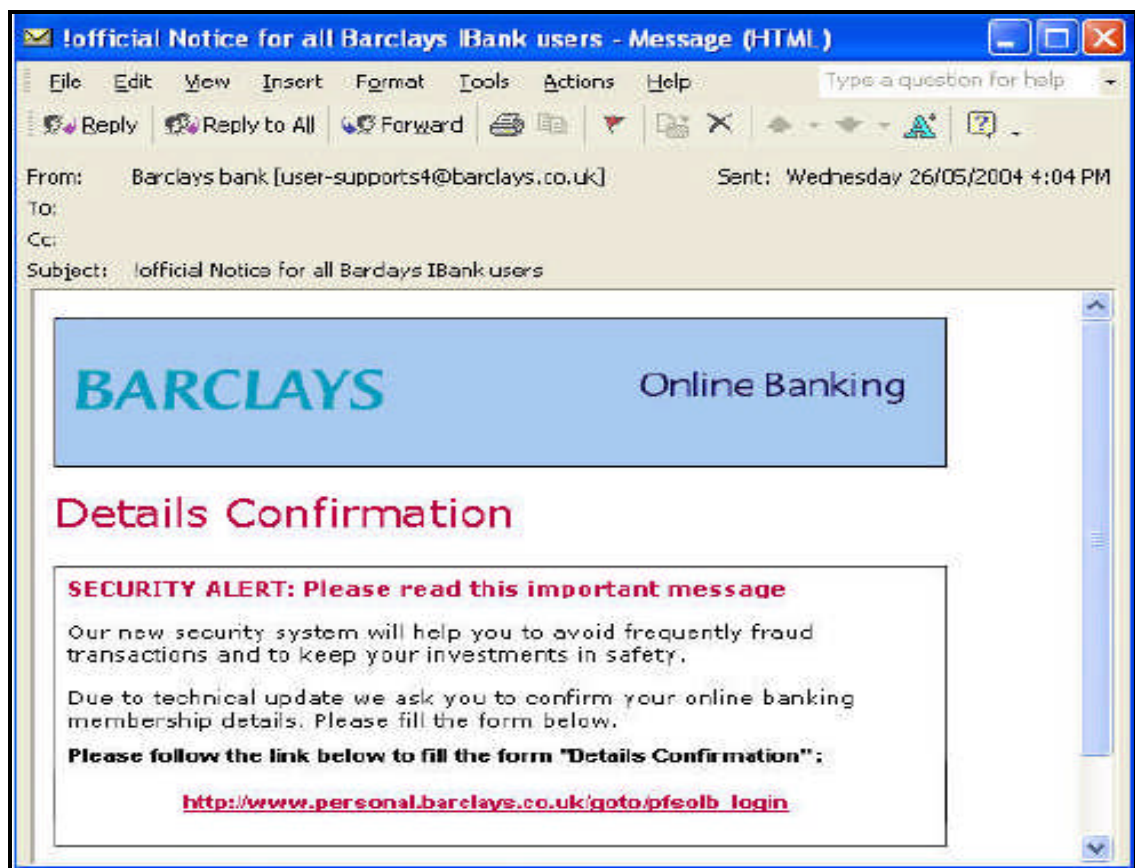 !official Notice for all Barclays IBank users - Message (HTML)
File Edit View Insert Format Tools Actions Help Type a question for help
Reply Reply to All Forward
From: Barclays bank [user-supports4@barclays.co.uk] Sent: Wednesday 26/05/2004 4:04 PM
To:
Cc:
Subject: !official Notice for all Barclays IBank users
BARCLAYS Online Banking
Details Confirmation
SECURITY ALERT: Please read this important message
Our new security system will help you to avoid frequently fraud
transactions and to keep your investments in safety.
Due to technical update we ask you to confirm your online banking
membership details. Please fill the form below.
Please follow the link below to fill the form "Details Confirmation":
http://www.personal.barclays.co.uk/goto/pfsolb_login